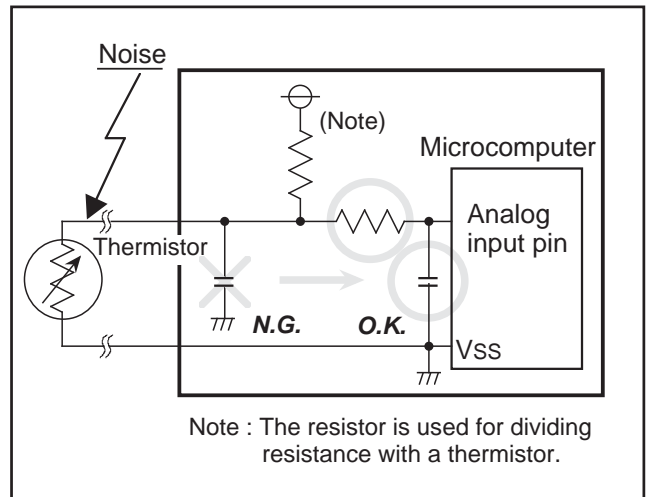 Noise
(Note)
Microcomputer
Analog
input pin
Thermistor
N.G.
O.K.
VSS
Note : The resistor is used for dividing
resistance with a thermistor.